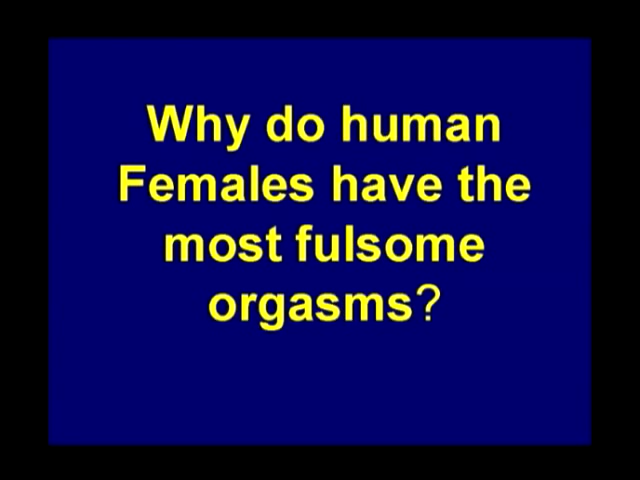 Why do human
Females have the
most fulsome
orgasms?